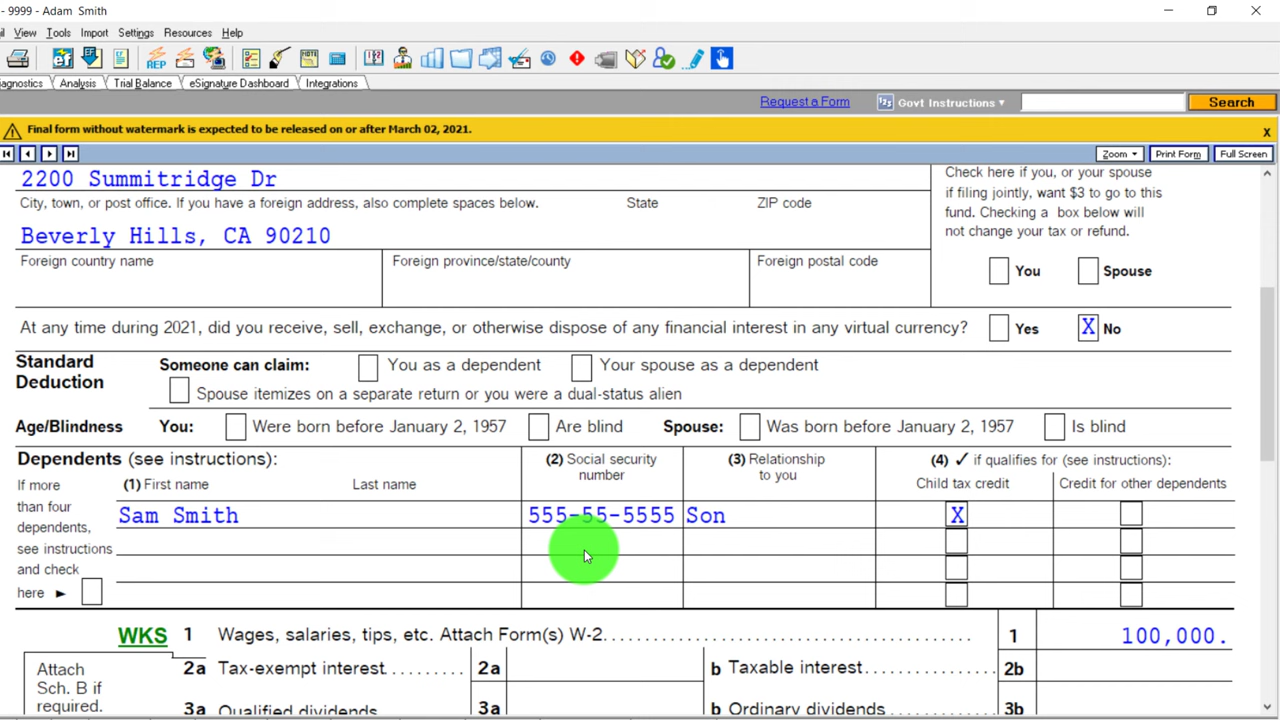 - 9999 - Adam Smith
View Tools Import Settings Resources Help
REP
iagnostics Analysis Trial Balance eSignature Dashboard Integrations
Request a Form Govt Instructions ▾ Search
Final form without watermark is expected to be released on or after March 02, 2021. X
Zoom ▾ Print Form Full Screen
2200 Summitridge Dr
City, town, or post office. If you have a foreign address, also complete spaces below. State ZIP code
Beverly Hills, CA 90210
Foreign country name Foreign province/state/county Foreign postal code
Check here if you, or your spouse
if filing jointly, want $3 to go to this
fund. Checking a box below will
not change your tax or refund.
You Spouse
At any time during 2021, did you receive, sell, exchange, or otherwise dispose of any financial interest in any virtual currency? Yes X No
Standard
Deduction
Someone can claim: You as a dependent Your spouse as a dependent
Spouse itemizes on a separate return or you were a dual-status alien
Age/Blindness You: Were born before January 2, 1957 Are blind Spouse: Was born before January 2, 1957 Is blind
Dependents (see instructions): (2) Social security number (3) Relationship to you (4) ✓ if qualifies for (see instructions):
(1) First name Last name Child tax credit Credit for other dependents
If more
than four
dependents,
see instructions
and check
here ►
Sam Smith 555-55-5555 Son X
WKS 1 Wages, salaries, tips, etc. Attach Form(s) W-2 1 100,000.
Attach
Sch. B if
required.
2a Tax-exempt interest 2a b Taxable interest 2b
3a Qualified dividends 3a b Ordinary dividends 3b